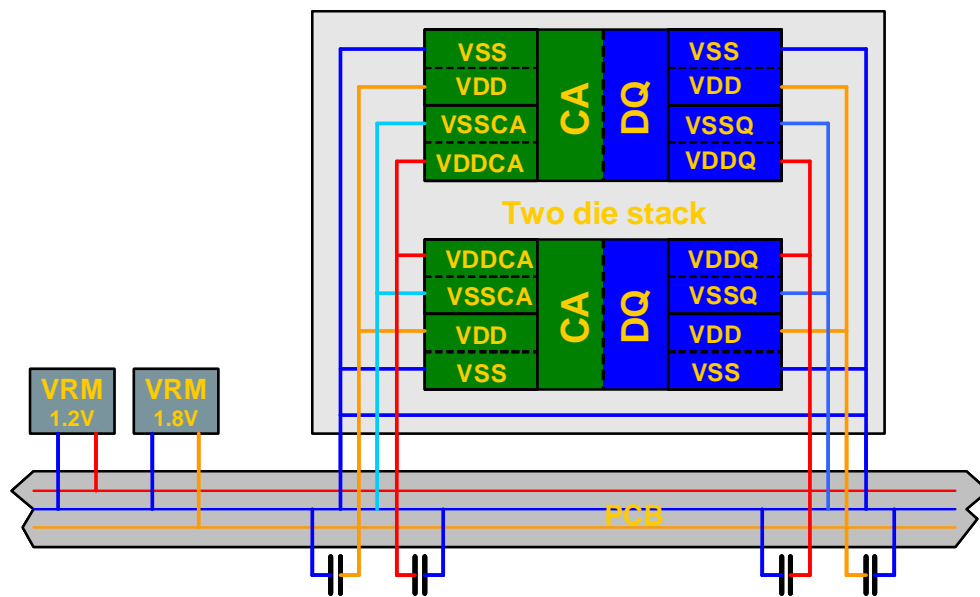 VSS
VDD
VSSCA
VDDCA
CA
DQ
VSS
VDD
VSSQ
VDDQ
Two die stack
VDDCA
VSSCA
VDD
VSS
CA
DQ
VDDQ
VSSQ
VDD
VSS
VRM
1.2V
VRM
1.8V
PCB